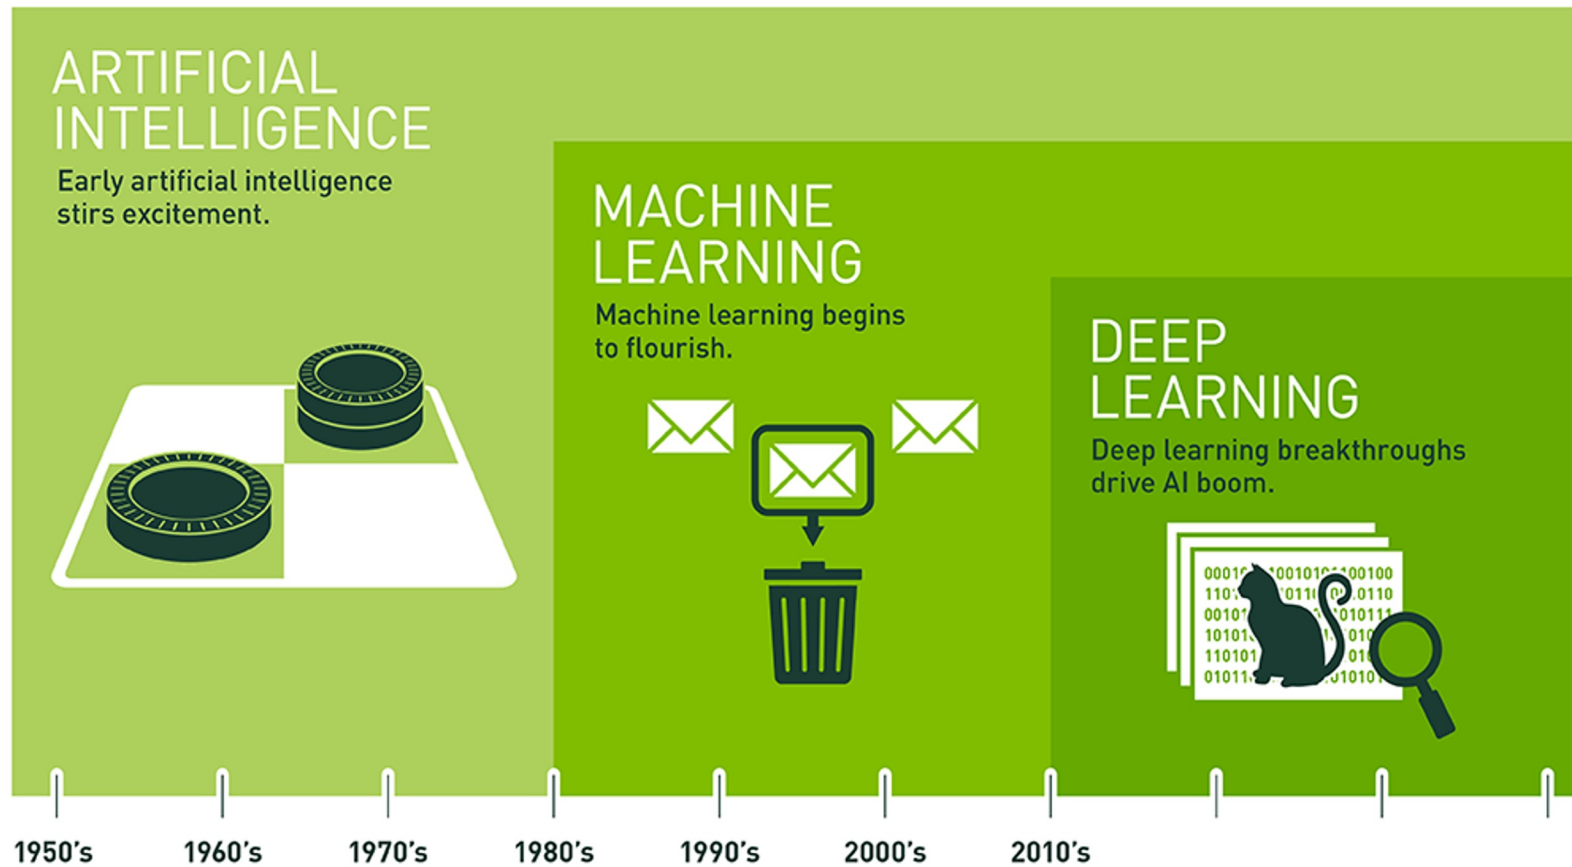 ARTIFICIAL
INTELLIGENCE
Early artificial intelligence
stirs excitement.
MACHINE
LEARNING
Machine learning begins
to flourish.
DEEP
LEARNING
Deep learning breakthroughs
drive AI boom.
1950's 1960's 1970's 1980's 1990's 2000's 2010's